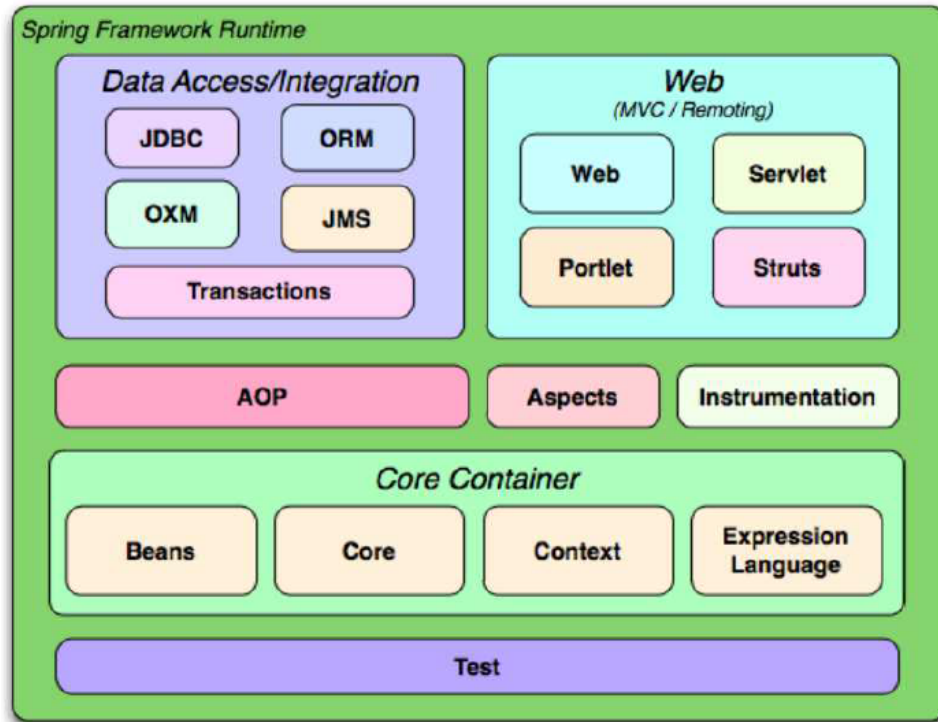 Spring Framework Runtime
Data Access/Integration
JDBC
ORM
OXM
JMS
Transactions
Web
(MVC / Remoting)
Web
Servlet
Portlet
Struts
AOP
Aspects
Instrumentation
Core Container
Beans
Core
Context
Expression
Language
Test